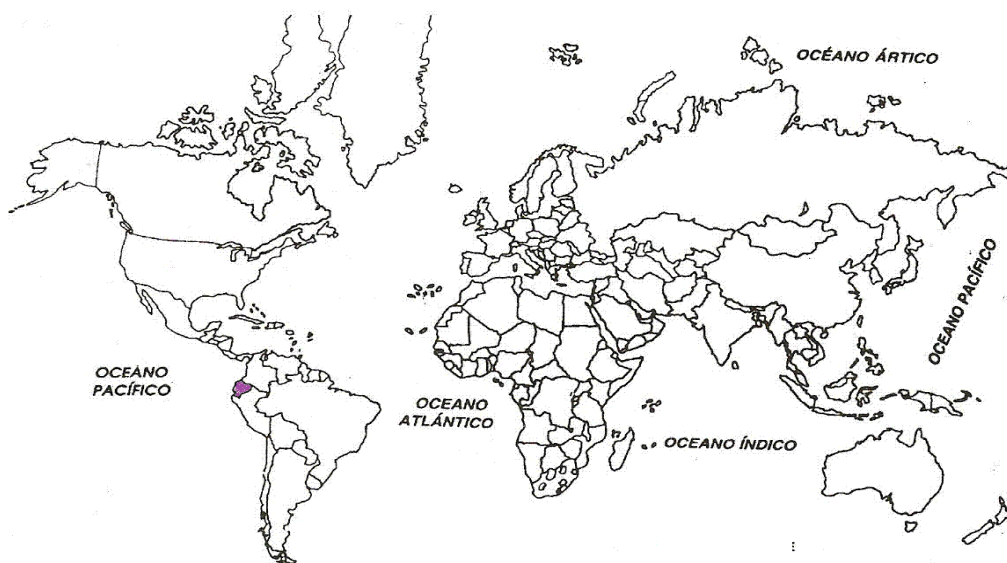 OCÉANO ÁRTICO
OCEANO PACÍFICO
OCEANO
PACÍFICO
OCEANO
ATLÁNTICO
OCEANO ÍNDICO